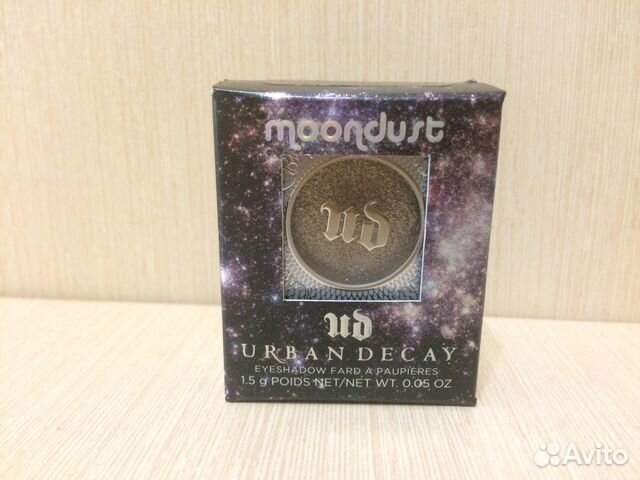 moondust
ud
ud
URBAN DECAY
EYESHADOW FARD À PAUPIÈRES
1.5 g POIDS NET/NET WT. 0.05 OZ
Avito